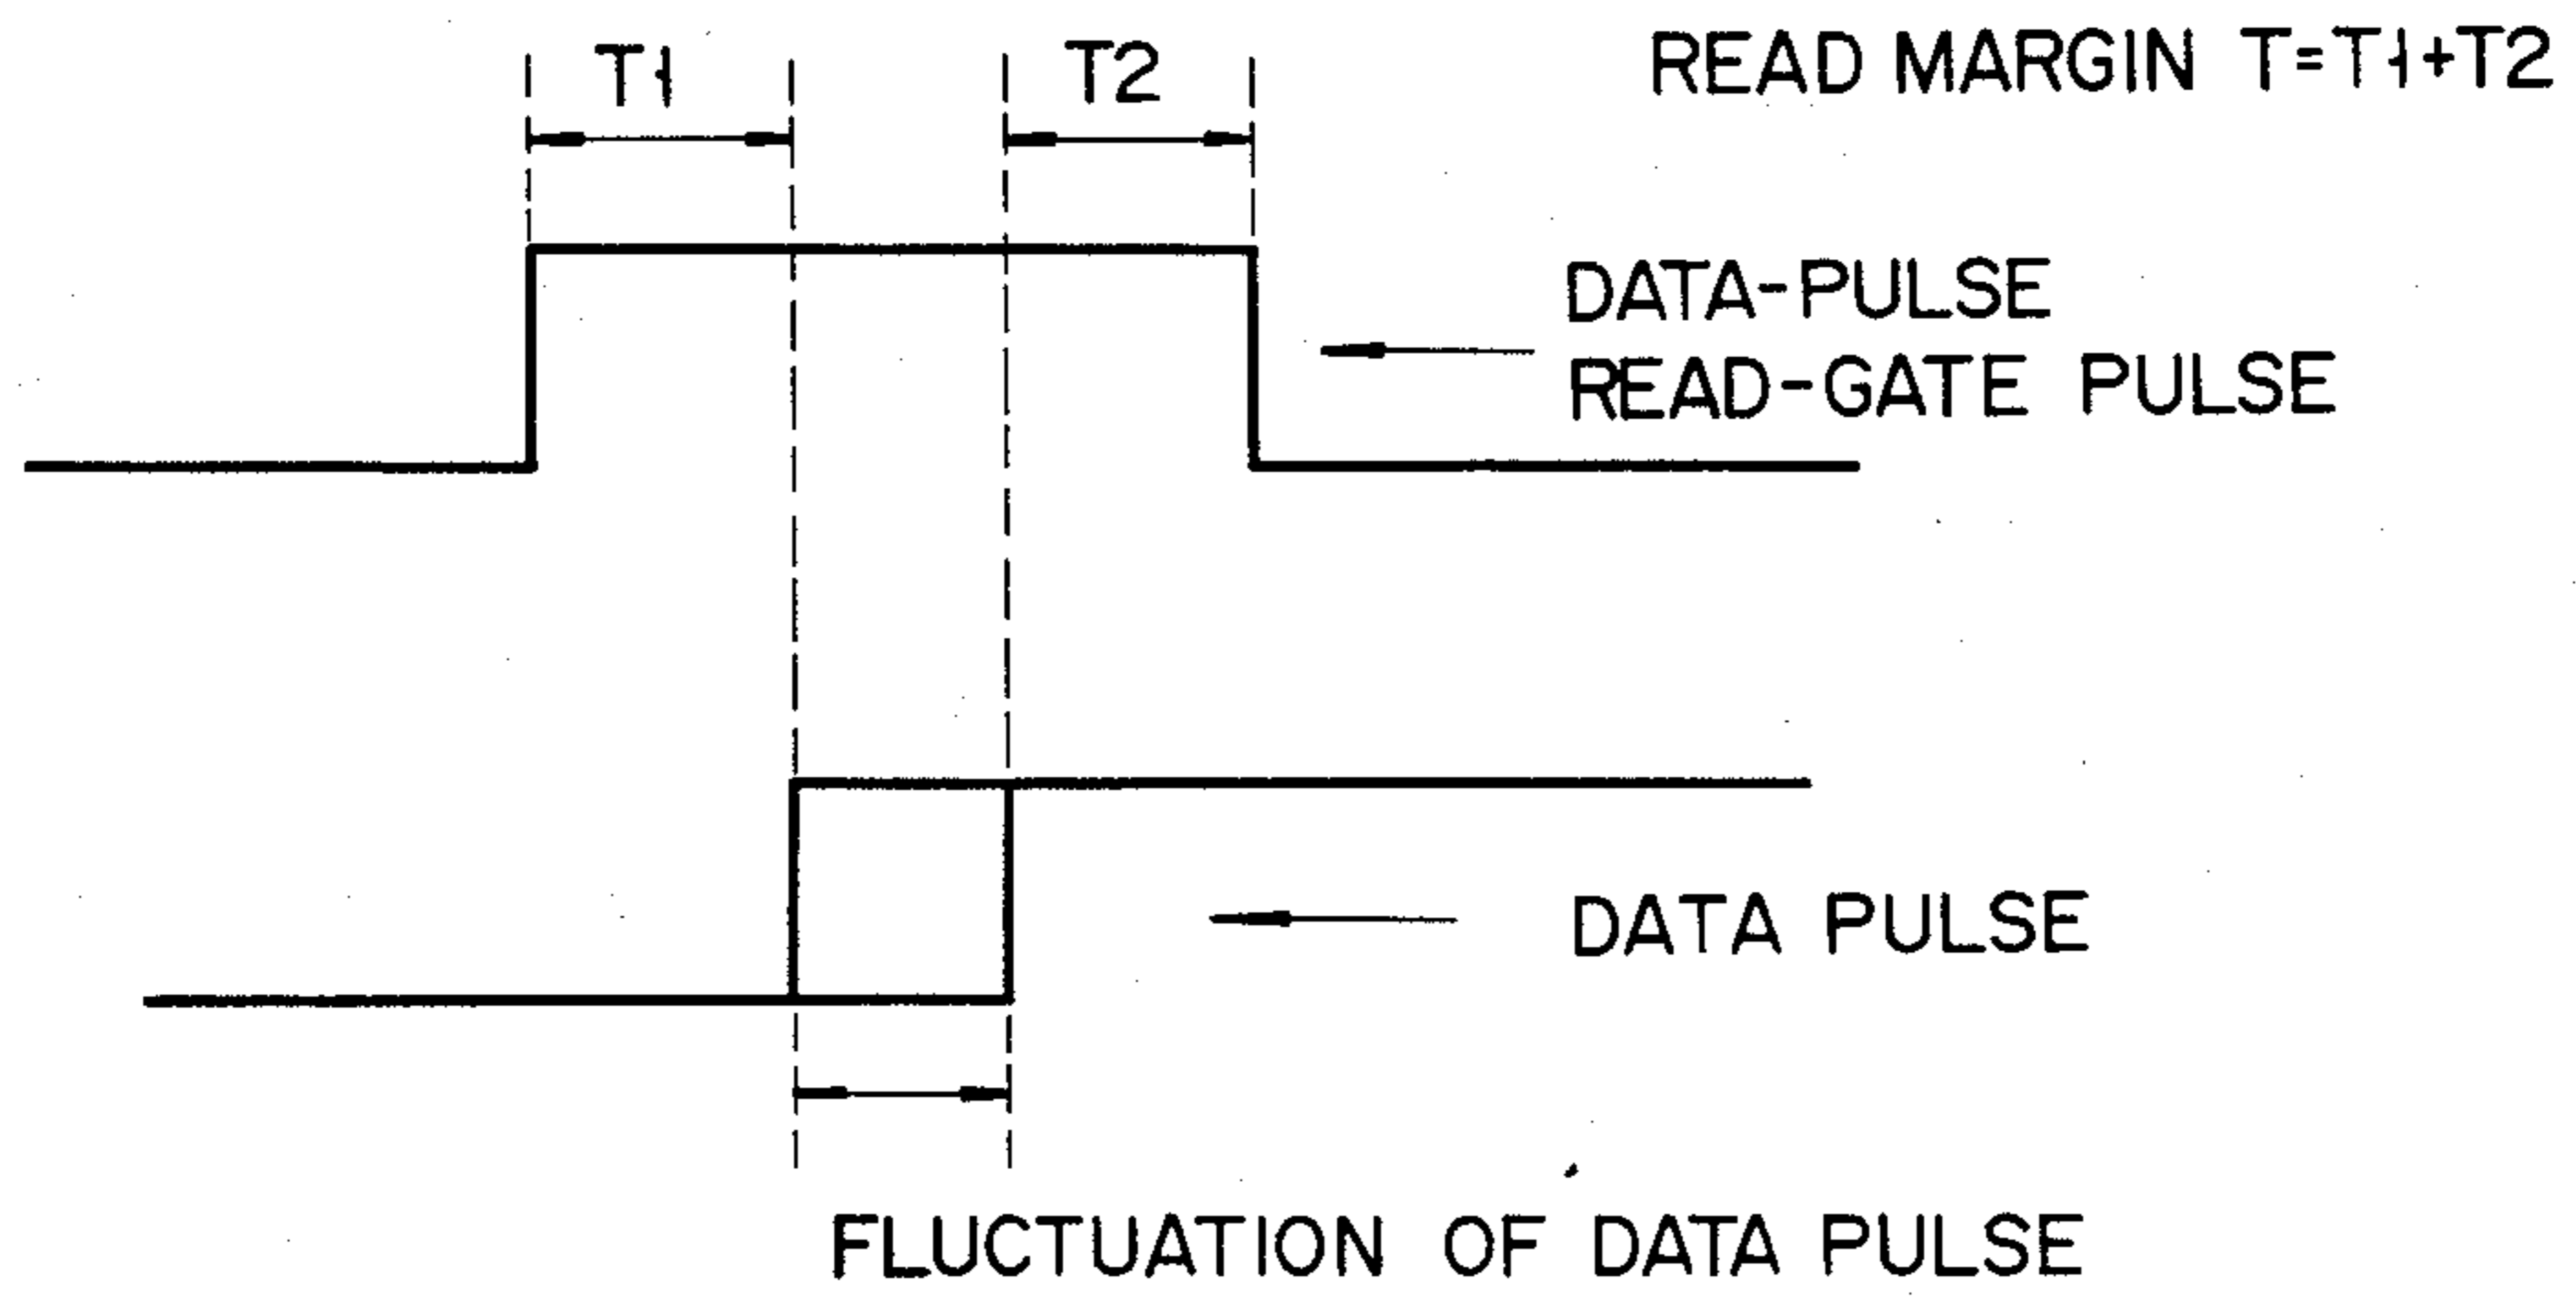 T1
T2
READ MARGIN T=T1+T2
DATA-PULSE
READ-GATE PULSE
DATA PULSE
FLUCTUATION OF DATA PULSE